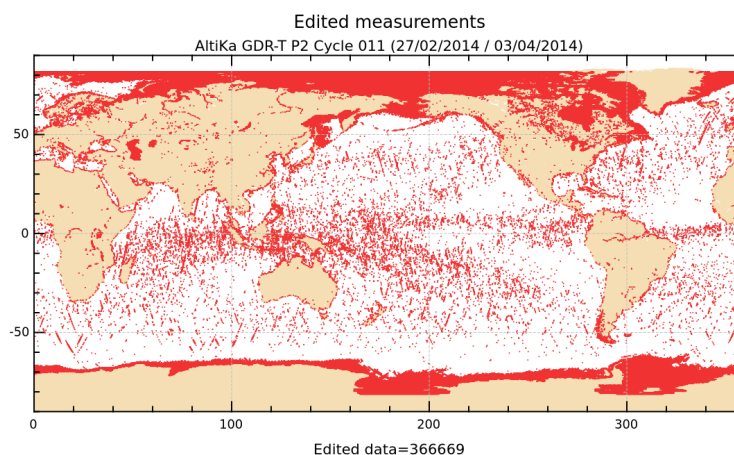 Edited measurements
AltiKa GDR-T P2 Cycle 011 (27/02/2014 / 03/04/2014)
50
0
-50
0 100 200 300
Edited data=366669